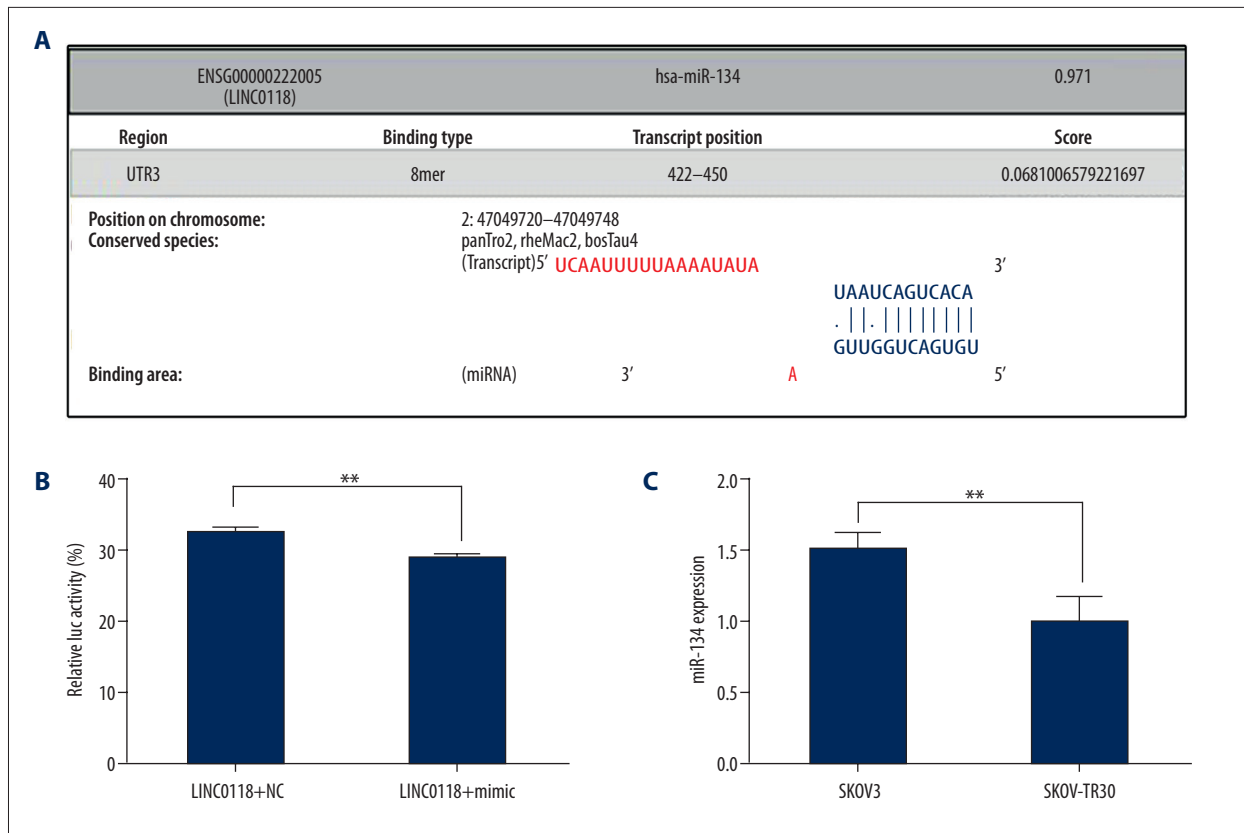 A
ENSG00000222005 hsa-miR-134 0.971
(LINC0118)
Region Binding type Transcript position Score
UTR3 8mer 422–450 0.0681006579221697
Position on chromosome: 2: 47049720–47049748
Conserved species: panTro2, rheMac2, bosTau4
(Transcript)5′ UCAAUUUUUAAAAUAUA 3′
UAAUCAGUCACA
. | | . | | | | | | | |
GUUGGUCAGUGU
Binding area: (miRNA) 3′ A 5′
B
40
30
20
10
0
Relative luc activity (%)
**
LINC0118+NC LINC0118+mimic
C
2.0
1.5
1.0
0.5
0.0
miR-134 expression
**
SKOV3 SKOV-TR30